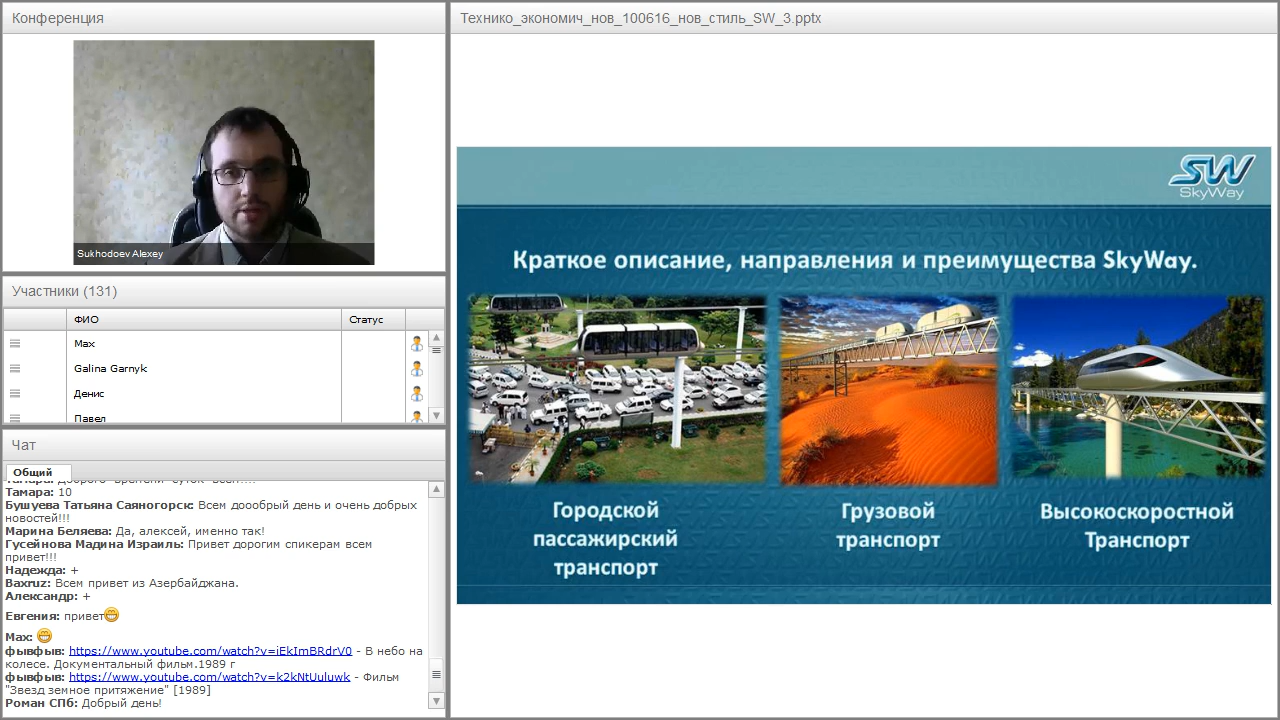 Конференция
Sukhodoev Alexey
Участники (131)
ФИО
Статус
Max
Galina Garnyk
Денис
Павел
Чат
Общий
Тамара: 10
Бушуева Татьяна Саяногорск: Всем доообрый день и очень добрых
новостей!!!
Марина Беляева: Да, алексей, именно так!
Гусейнова Мадина Израиль: Привет дорогим спикерам всем
привет!!!
Надежда: +
Baxruz: Всем привет из Азербайджана.
Александр: +
Евгения: привет
Max:
фывфыв: https://www.youtube.com/watch?v=iEkImBRdrV0 - В небо на
колесе. Документальный фильм.1989 г
фывфыв: https://www.youtube.com/watch?v=k2kNtUuluwk - Фильм
"Звезд земное притяжение" [1989]
Роман СПб: Добрый день!
Технико_экономич_нов_100616_нов_стиль_SW_3.pptx
SW
SkyWay
Краткое описание, направления и преимущества SkyWay.
Городской
пассажирский
транспорт
Грузовой
транспорт
Высокоскоростной
Транспорт